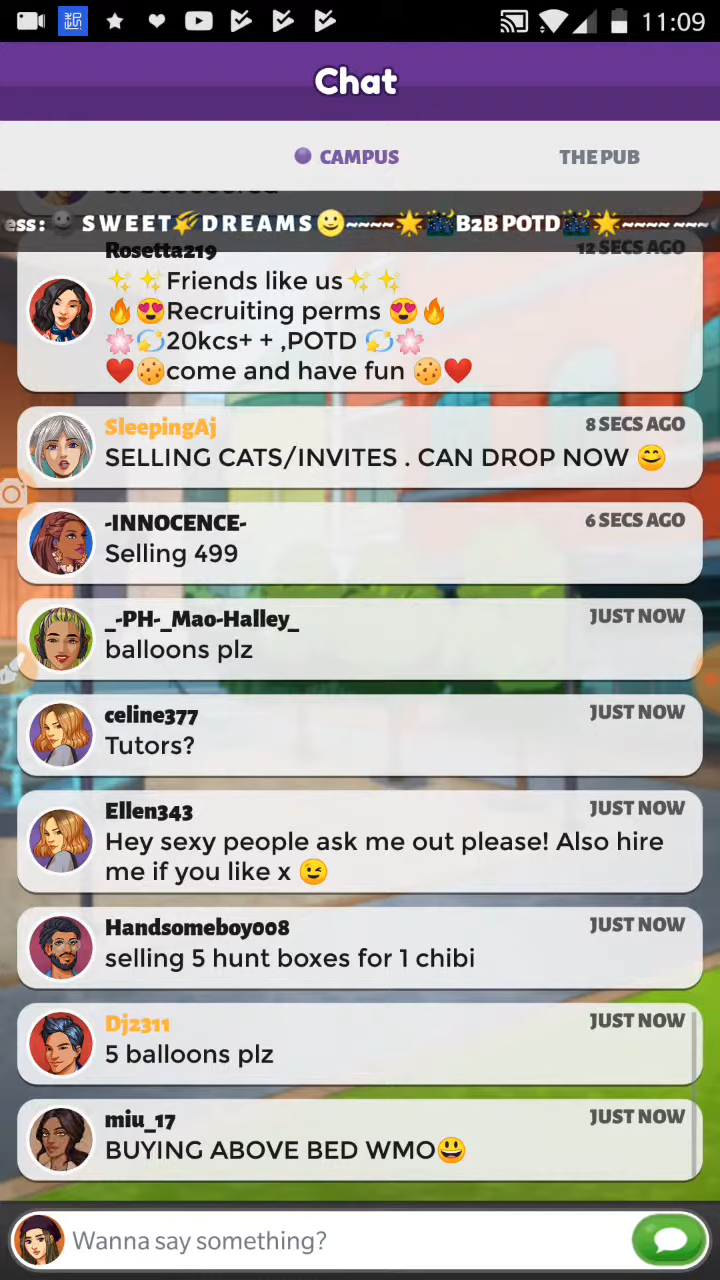 11:09
Chat
CAMPUS
THE PUB
ess: SWEET🌠DREAMS🙂~~~~🌟🎆B2B POTD🎆🌟~~~~ ~~~
Rosetta219
12 SECS AGO
✨✨Friends like us✨✨
🔥😍Recruiting perms 😍🔥
🌸💫20kcs+ + ,POTD 💫🌸
❤️🍪come and have fun 🍪❤️
SleepingAj
8 SECS AGO
SELLING CATS/INVITES . CAN DROP NOW 😊
-INNOCENCE-
6 SECS AGO
Selling 499
_-PH-_Mao-Halley_
JUST NOW
balloons plz
celine377
JUST NOW
Tutors?
Ellen343
JUST NOW
Hey sexy people ask me out please! Also hire
me if you like x 😉
Handsomeboy008
JUST NOW
selling 5 hunt boxes for 1 chibi
Dj2311
JUST NOW
5 balloons plz
miu_17
JUST NOW
BUYING ABOVE BED WMO😃
Wanna say something?